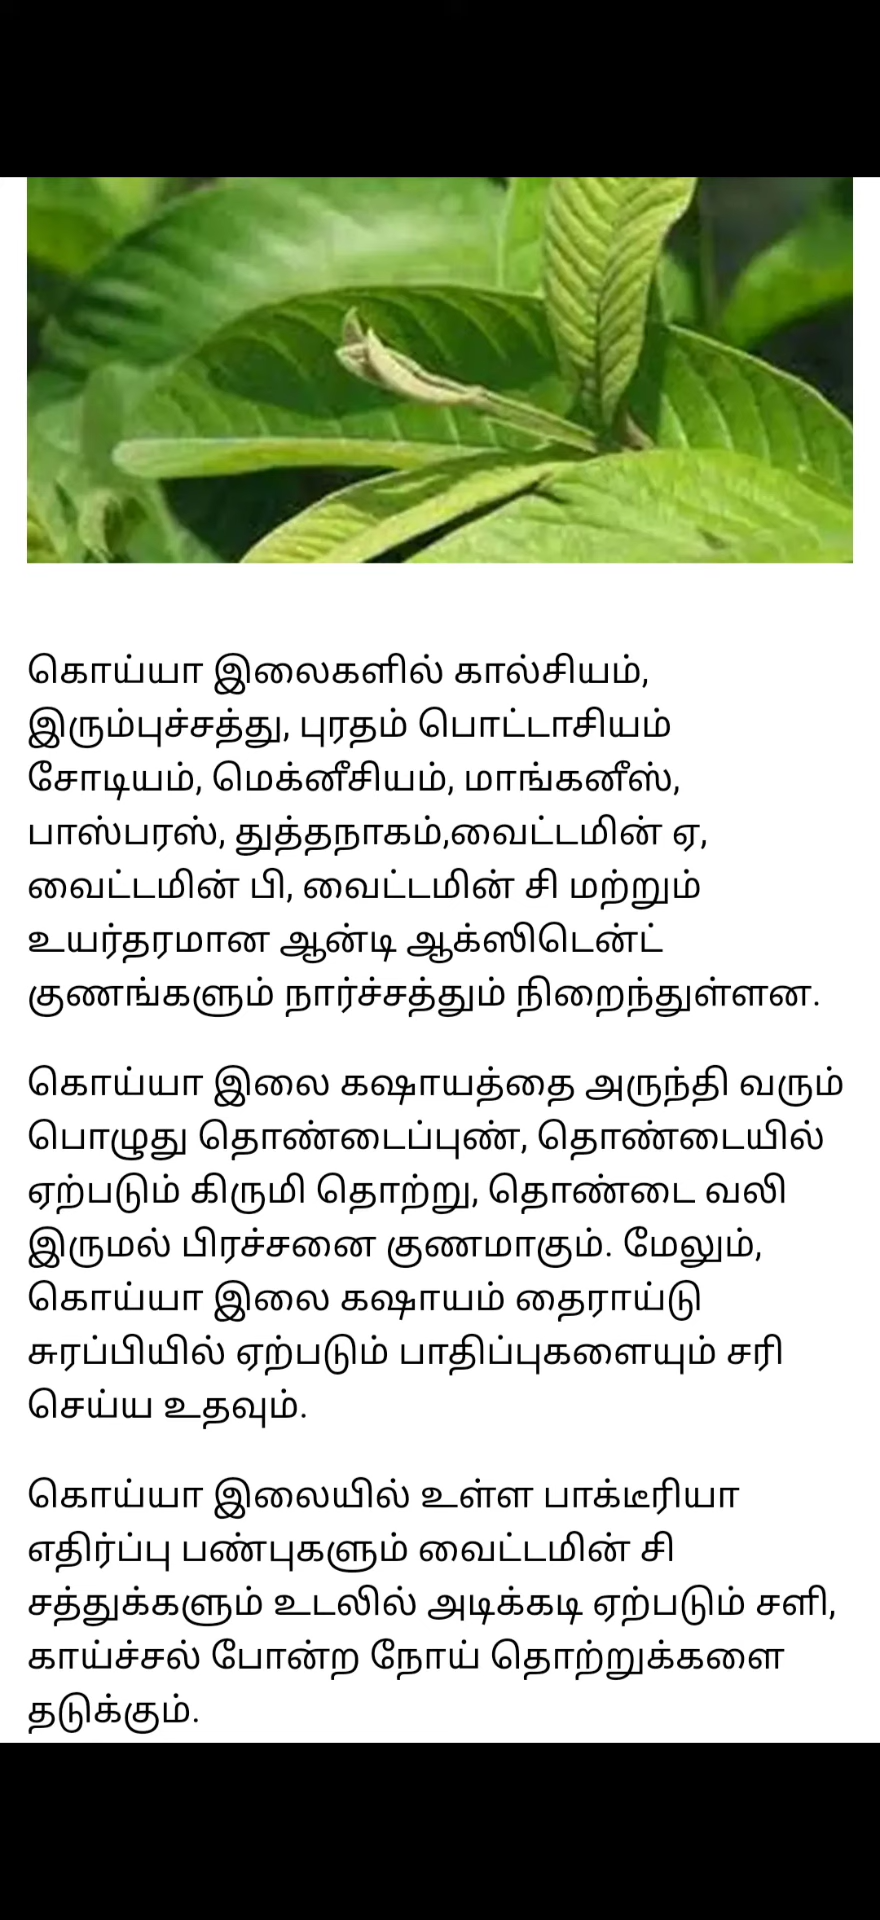 கொய்யா இலைகளில் கால்சியம்,
இரும்புச்சத்து, புரதம் பொட்டாசியம்
சோடியம், மெக்னீசியம், மாங்கனீஸ்,
பாஸ்பரஸ், துத்தநாகம்,வைட்டமின் ஏ,
வைட்டமின் பி, வைட்டமின் சி மற்றும்
உயர்தரமான ஆன்டி ஆக்ஸிடென்ட்
குணங்களும் நார்ச்சத்தும் நிறைந்துள்ளன.
கொய்யா இலை கஷாயத்தை அருந்தி வரும்
பொழுது தொண்டைப்புண், தொண்டையில்
ஏற்படும் கிருமி தொற்று, தொண்டை வலி
இருமல் பிரச்சனை குணமாகும். மேலும்,
கொய்யா இலை கஷாயம் தைராய்டு
சுரப்பியில் ஏற்படும் பாதிப்புகளையும் சரி
செய்ய உதவும்.
கொய்யா இலையில் உள்ள பாக்டீரியா
எதிர்ப்பு பண்புகளும் வைட்டமின் சி
சத்துக்களும் உடலில் அடிக்கடி ஏற்படும் சளி,
காய்ச்சல் போன்ற நோய் தொற்றுக்களை
தடுக்கும்.